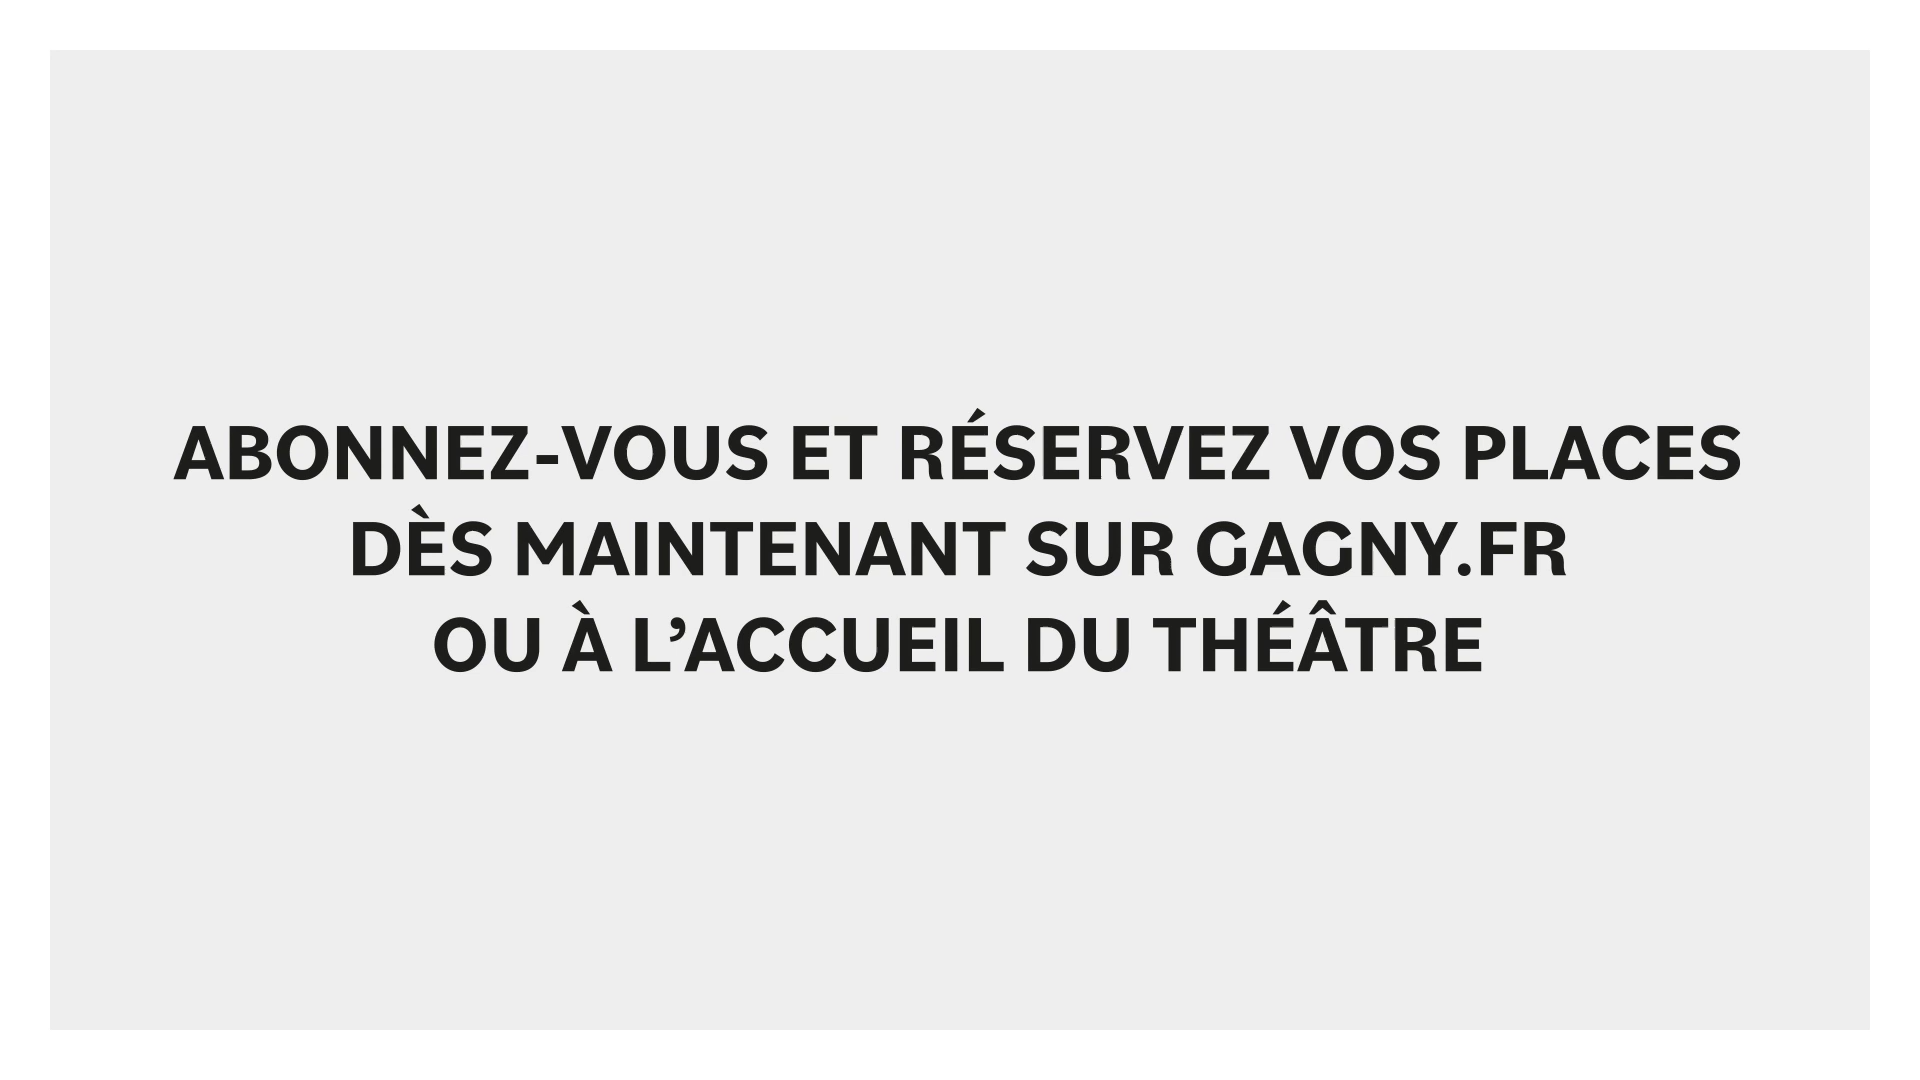 ABONNEZ-VOUS ET RÉSERVEZ VOS PLACES
DÈS MAINTENANT SUR GAGNY.FR
OU À L’ACCUEIL DU THÉÂTRE